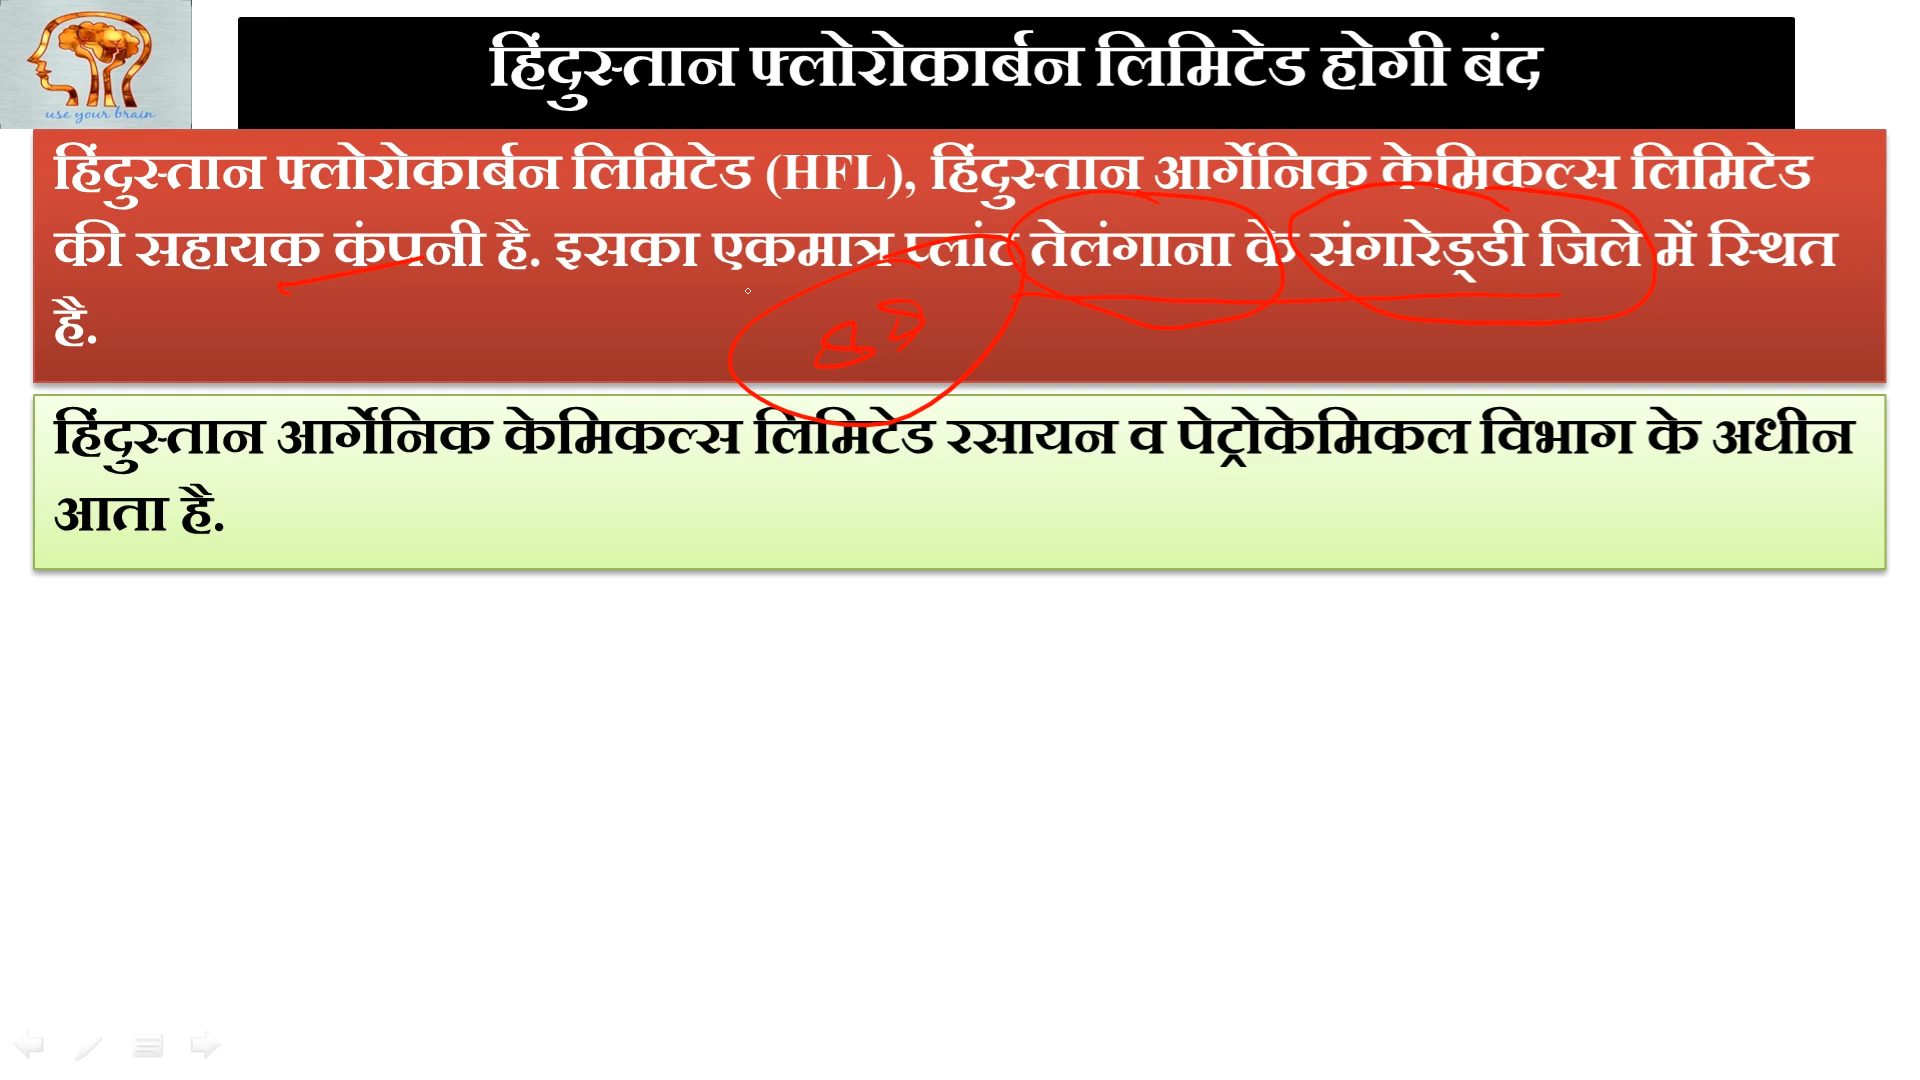 हिंदुस्तान फ्लोरोकार्बन लिमिटेड होगी बंद
use your brain
हिंदुस्तान फ्लोरोकार्बन लिमिटेड (HFL), हिंदुस्तान आर्गेनिक केमिकल्स लिमिटेड
की सहायक कंपनी है. इसका एकमात्र प्लांट तेलंगाना के संगारेड्डी जिले में स्थित
है.
हिंदुस्तान आर्गेनिक केमिकल्स लिमिटेड रसायन व पेट्रोकेमिकल विभाग के अधीन
आता है.